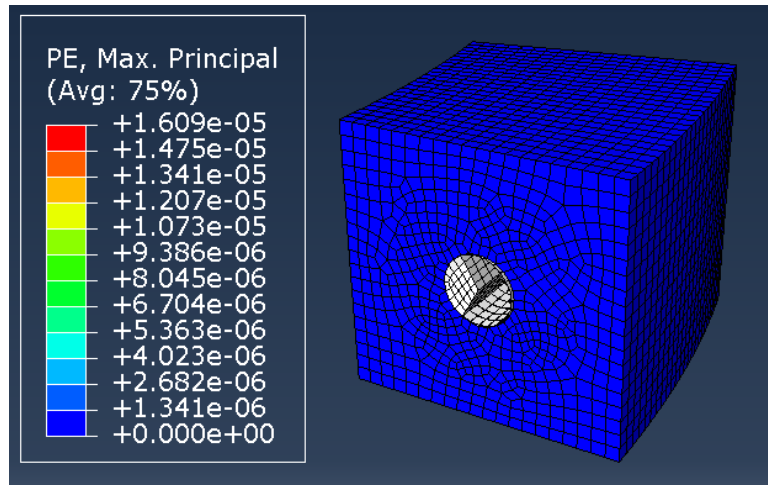 PE, Max. Principal
(Avg: 75%)
+1.609e-05
+1.475e-05
+1.341e-05
+1.207e-05
+1.073e-05
+9.386e-06
+8.045e-06
+6.704e-06
+5.363e-06
+4.023e-06
+2.682e-06
+1.341e-06
+0.000e+00